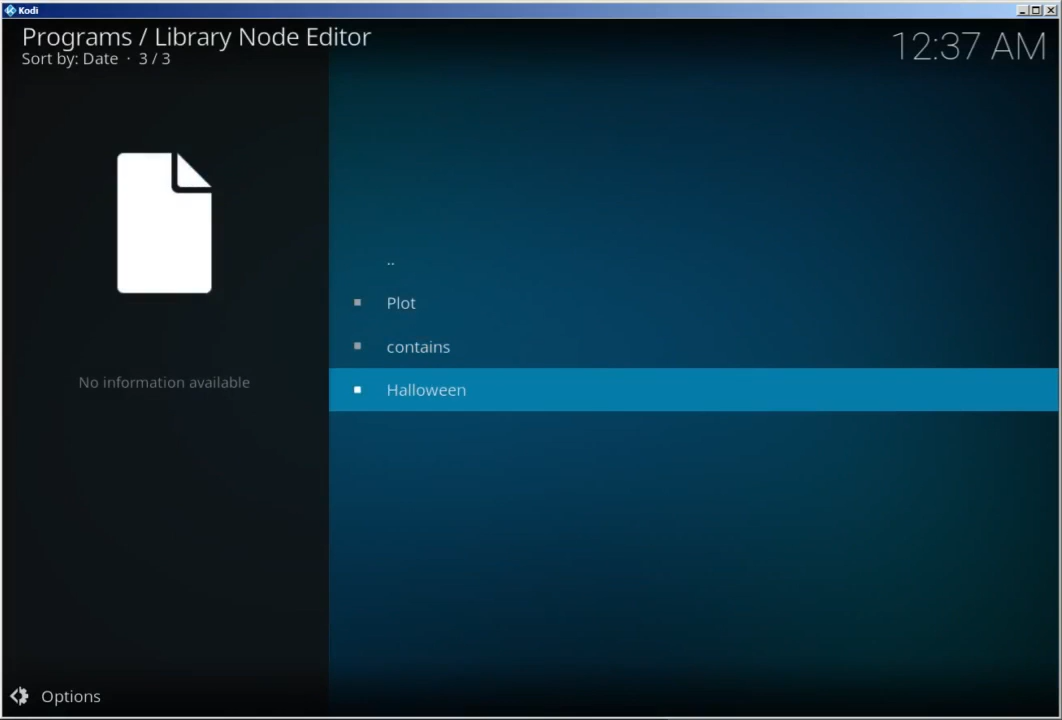 Kodi
Programs / Library Node Editor
Sort by: Date · 3 / 3
12:37 AM
..
Plot
contains
Halloween
No information available
Options